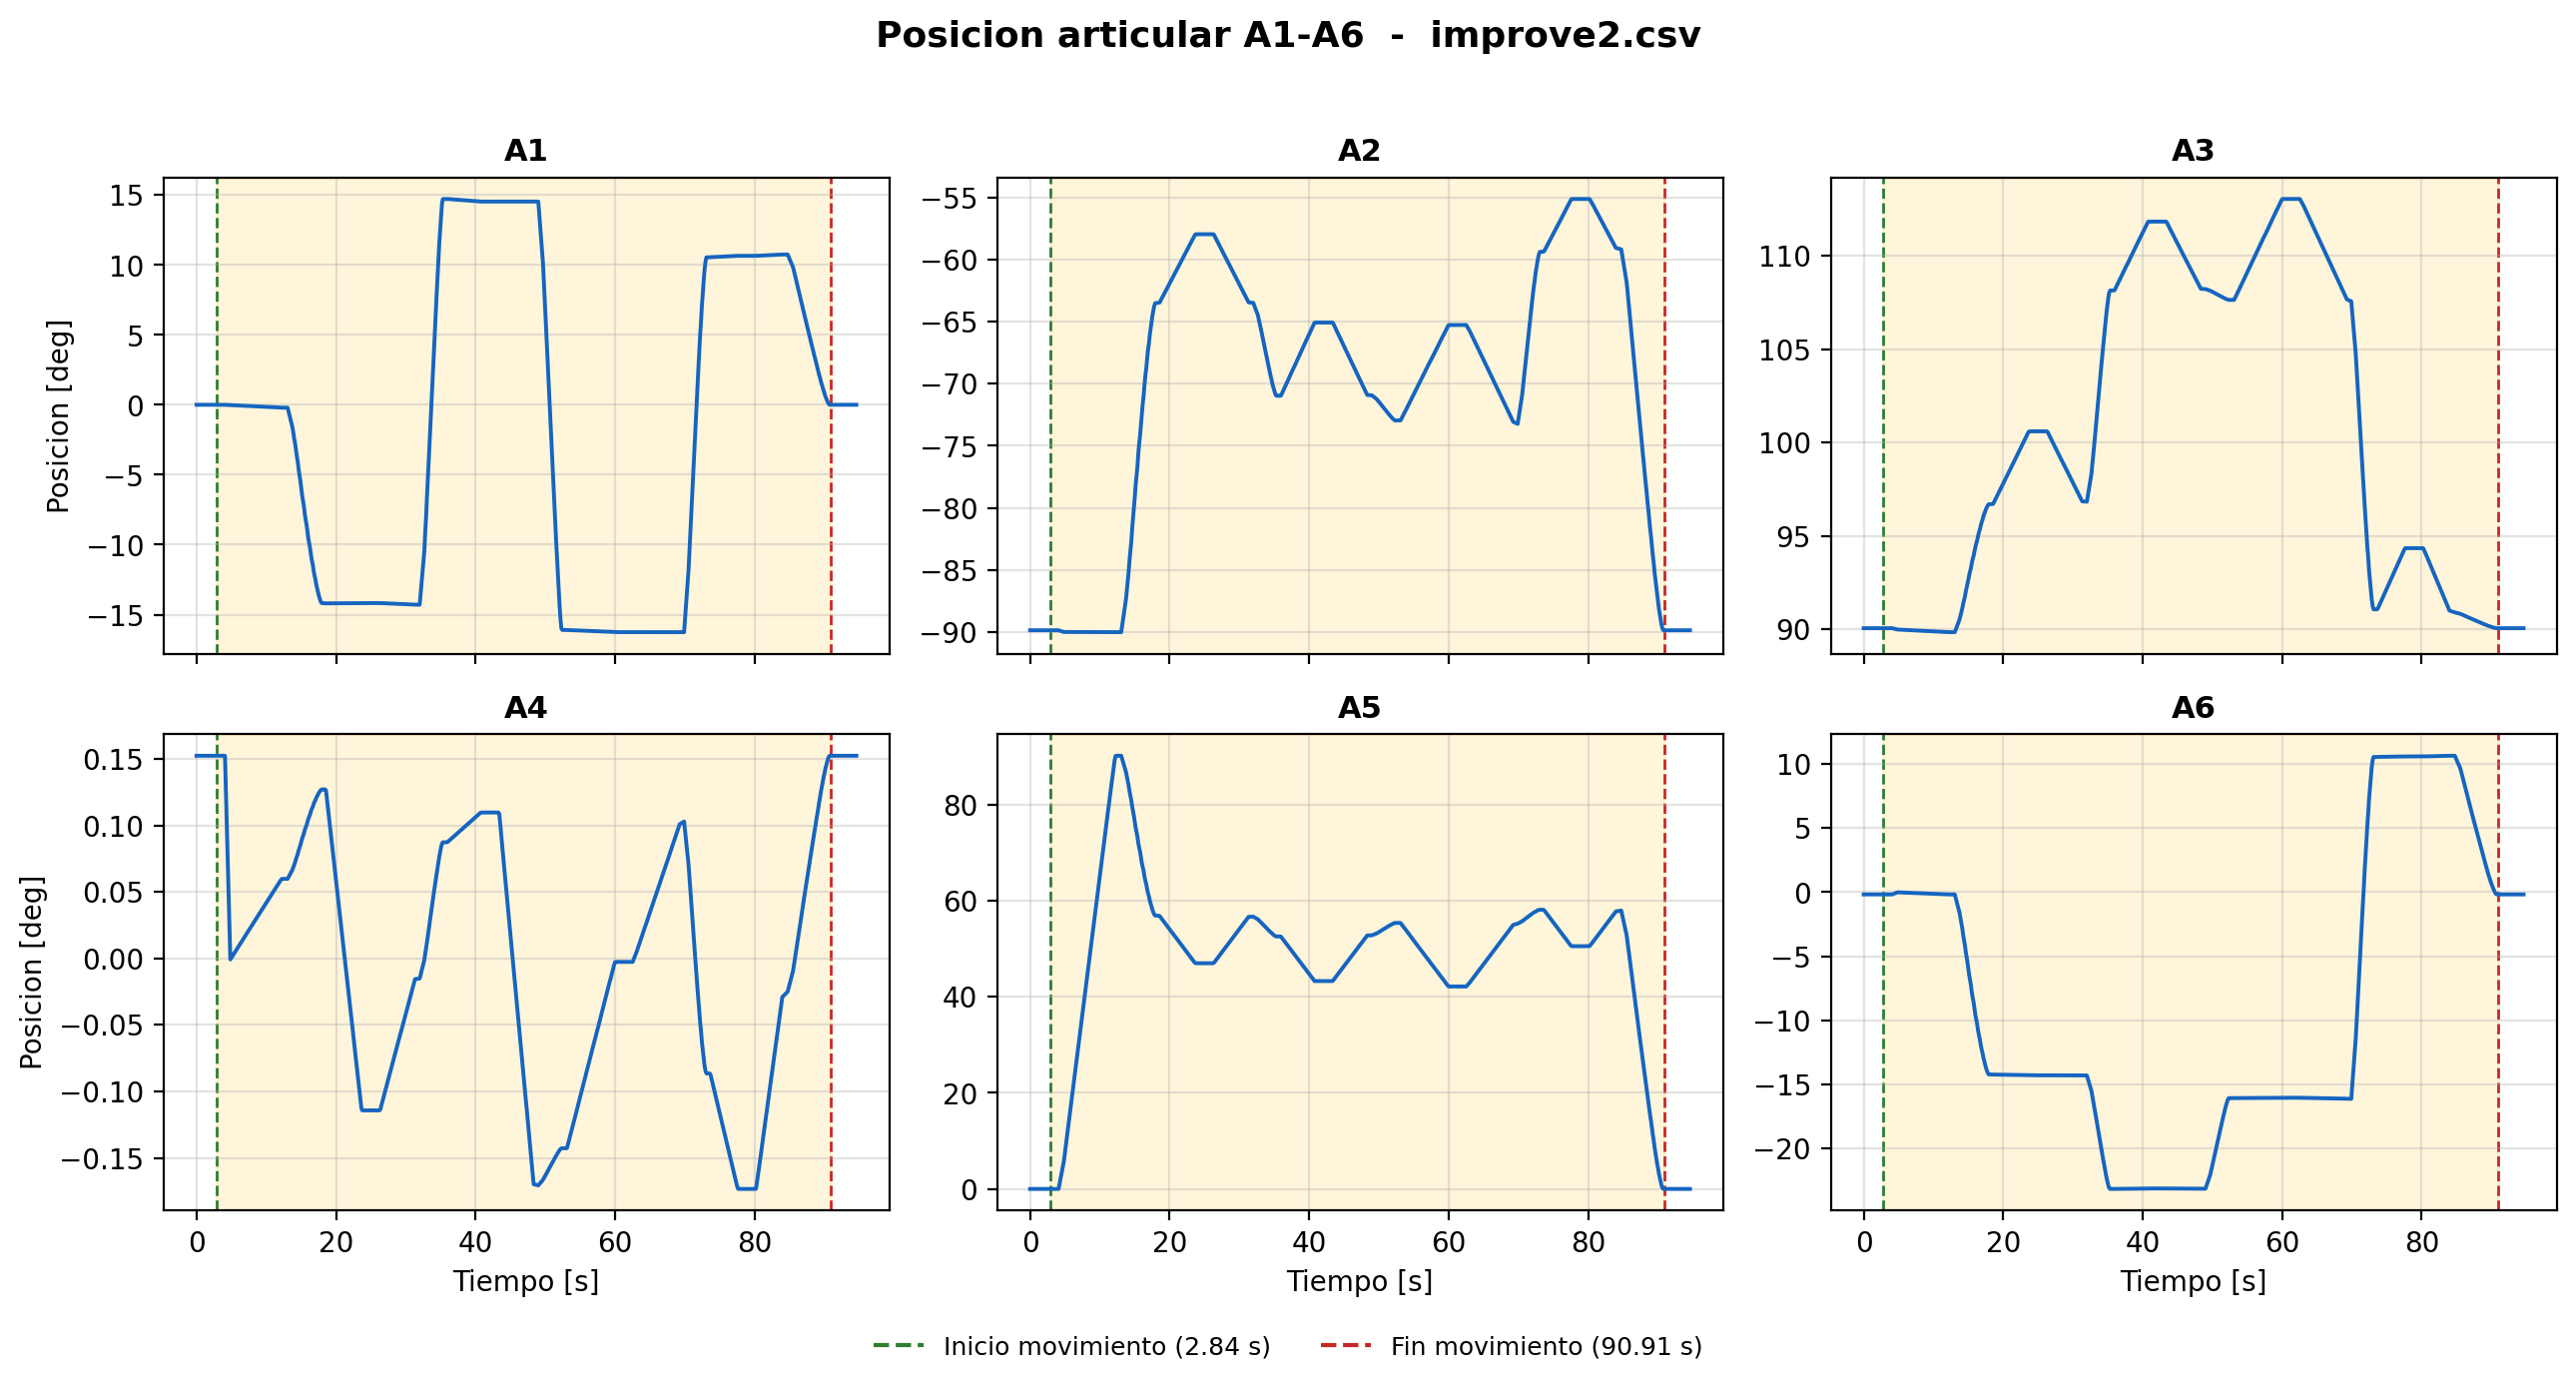 Posicion articular A1-A6  -  improve2.csv
A1
A2
A3
15
10
5
0
−5
−10
−15
Posicion [deg]
−55
−60
−65
−70
−75
−80
−85
−90
110
105
100
95
90
A4
A5
A6
0.15
0.10
0.05
0.00
−0.05
−0.10
−0.15
Posicion [deg]
80
60
40
20
0
10
5
0
−5
−10
−15
−20
0 20 40 60 80
0 20 40 60 80
0 20 40 60 80
Tiempo [s]
Tiempo [s]
Tiempo [s]
Inicio movimiento (2.84 s)
Fin movimiento (90.91 s)